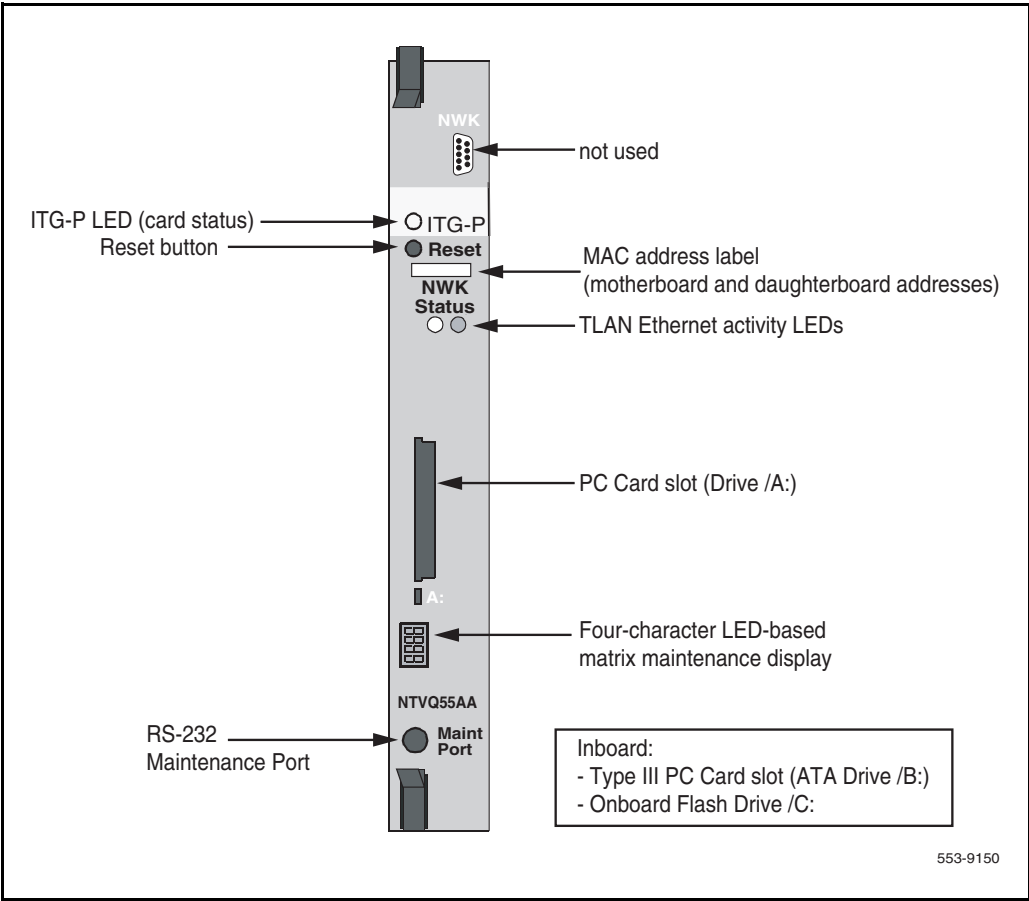 NWK
not used
ITG-P LED (card status)
ITG-P
Reset button
Reset
MAC address label
(motherboard and daughterboard addresses)
NWK
Status
TLAN Ethernet activity LEDs
PC Card slot (Drive /A:)
A:
Four-character LED-based
matrix maintenance display
NTVQ55AA
RS-232
Maintenance Port
Maint
Port
Inboard:
- Type III PC Card slot (ATA Drive /B:)
- Onboard Flash Drive /C:
553-9150